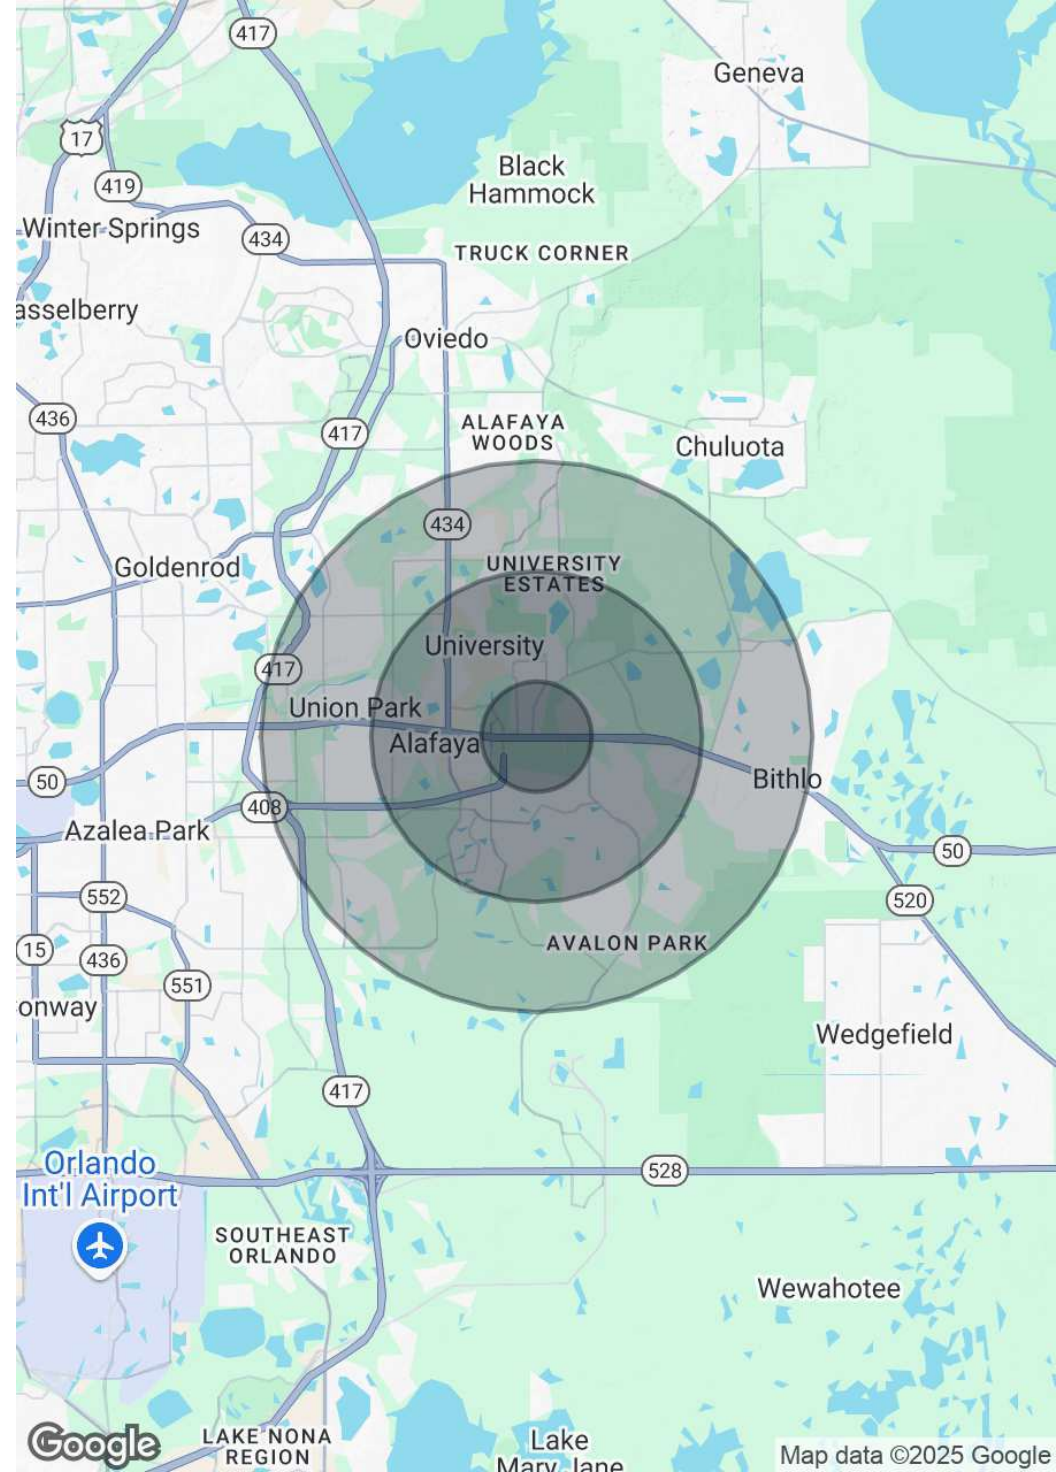 417
Geneva
17
Black
Hammock
419
Winter Springs
434
TRUCK CORNER
asselberry
Oviedo
436
417
ALAFAYA
WOODS
Chuluota
434
Goldenrod
UNIVERSITY
ESTATES
University
417
Union Park
Alafaya
50
Bithlo
408
Azalea Park
50
552
520
15
436
AVALON PARK
551
onway
Wedgefield
417
Orlando
Int'l Airport
528
SOUTHEAST
ORLANDO
Wewahotee
Google
LAKE NONA
REGION
Lake
Mary Jane
Map data ©2025 Google